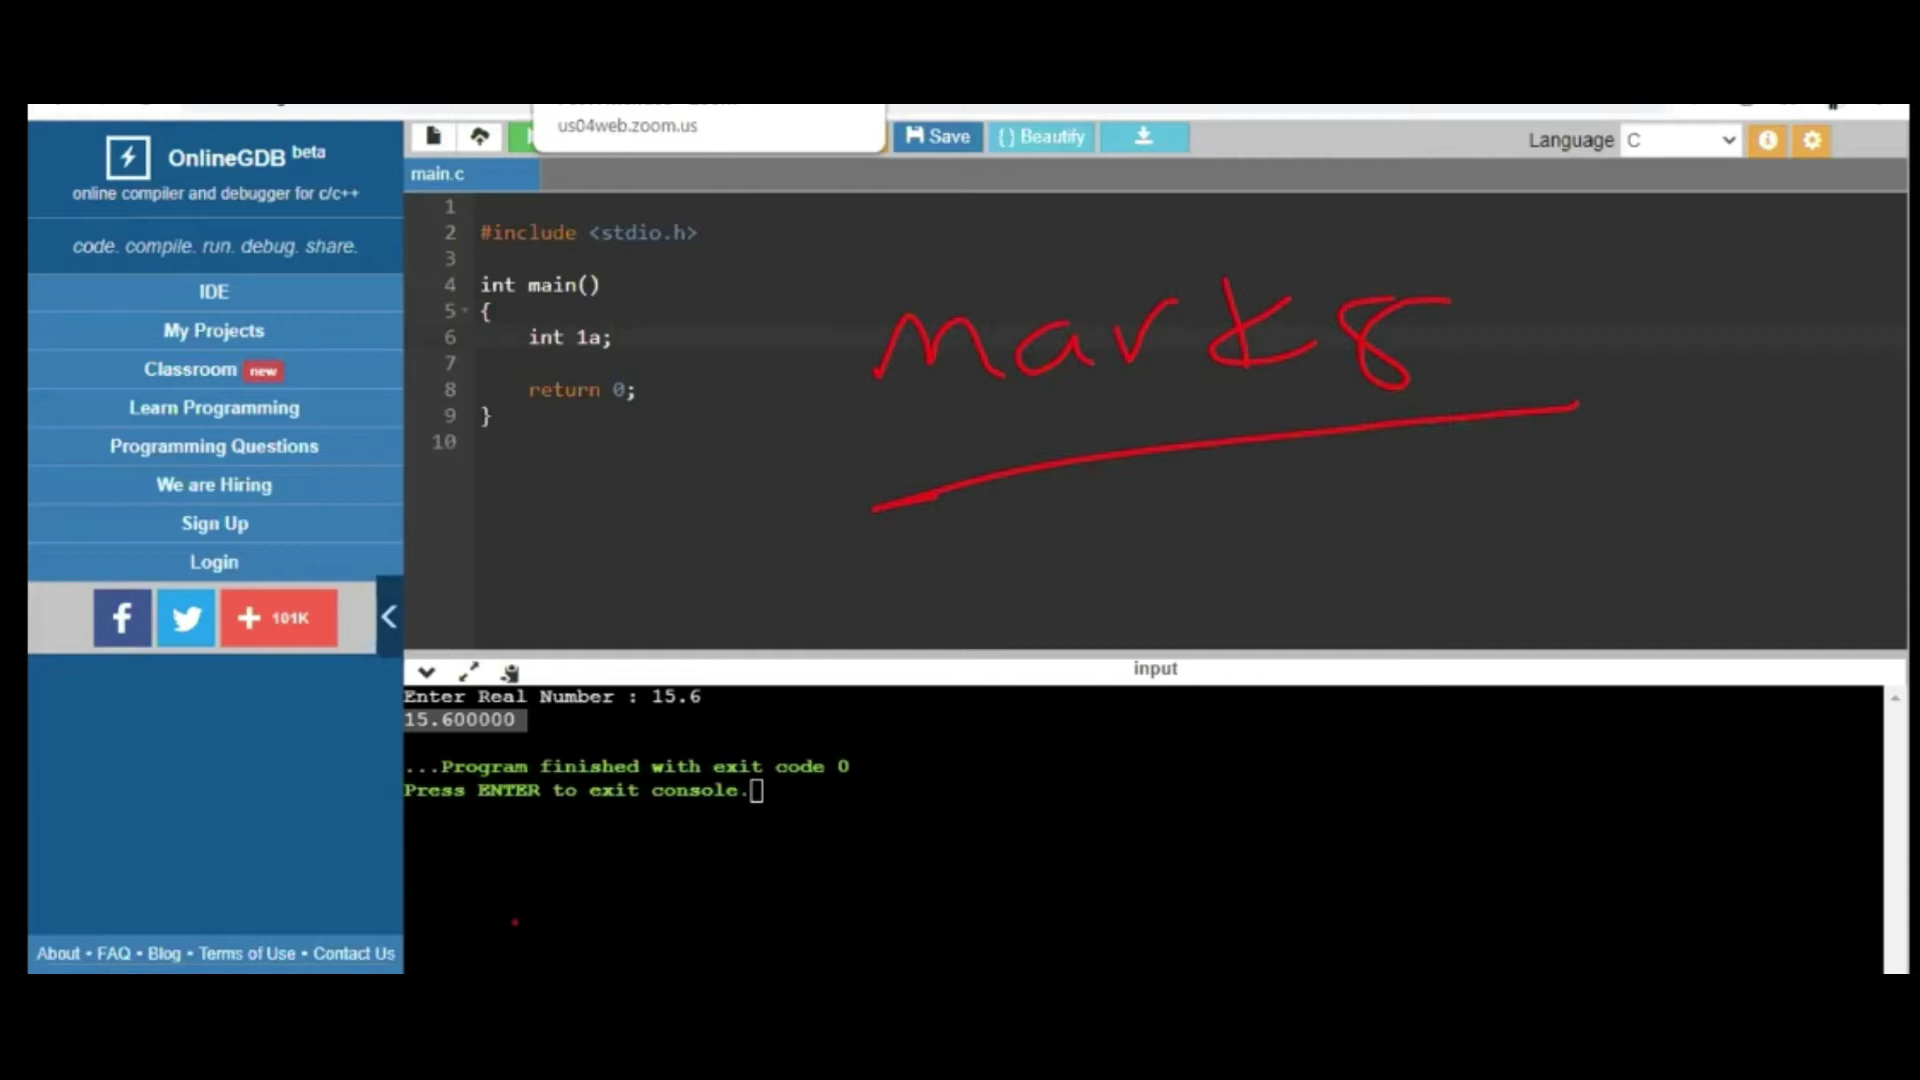 us04web.zoom.us
OnlineGDB beta
online compiler and debugger for c/c++
code. compile. run. debug. share.
IDE
My Projects
Classroom new
Learn Programming
Programming Questions
We are Hiring
Sign Up
Login
101K
About • FAQ • Blog • Terms of Use • Contact Us
Save
{ } Beautify
Language C
main.c
1
2 #include <stdio.h>
3
4 int main()
5 {
6 int 1a;
7
8 return 0;
9 }
10
marks
input
Enter Real Number : 15.6
15.600000
...Program finished with exit code 0
Press ENTER to exit console.